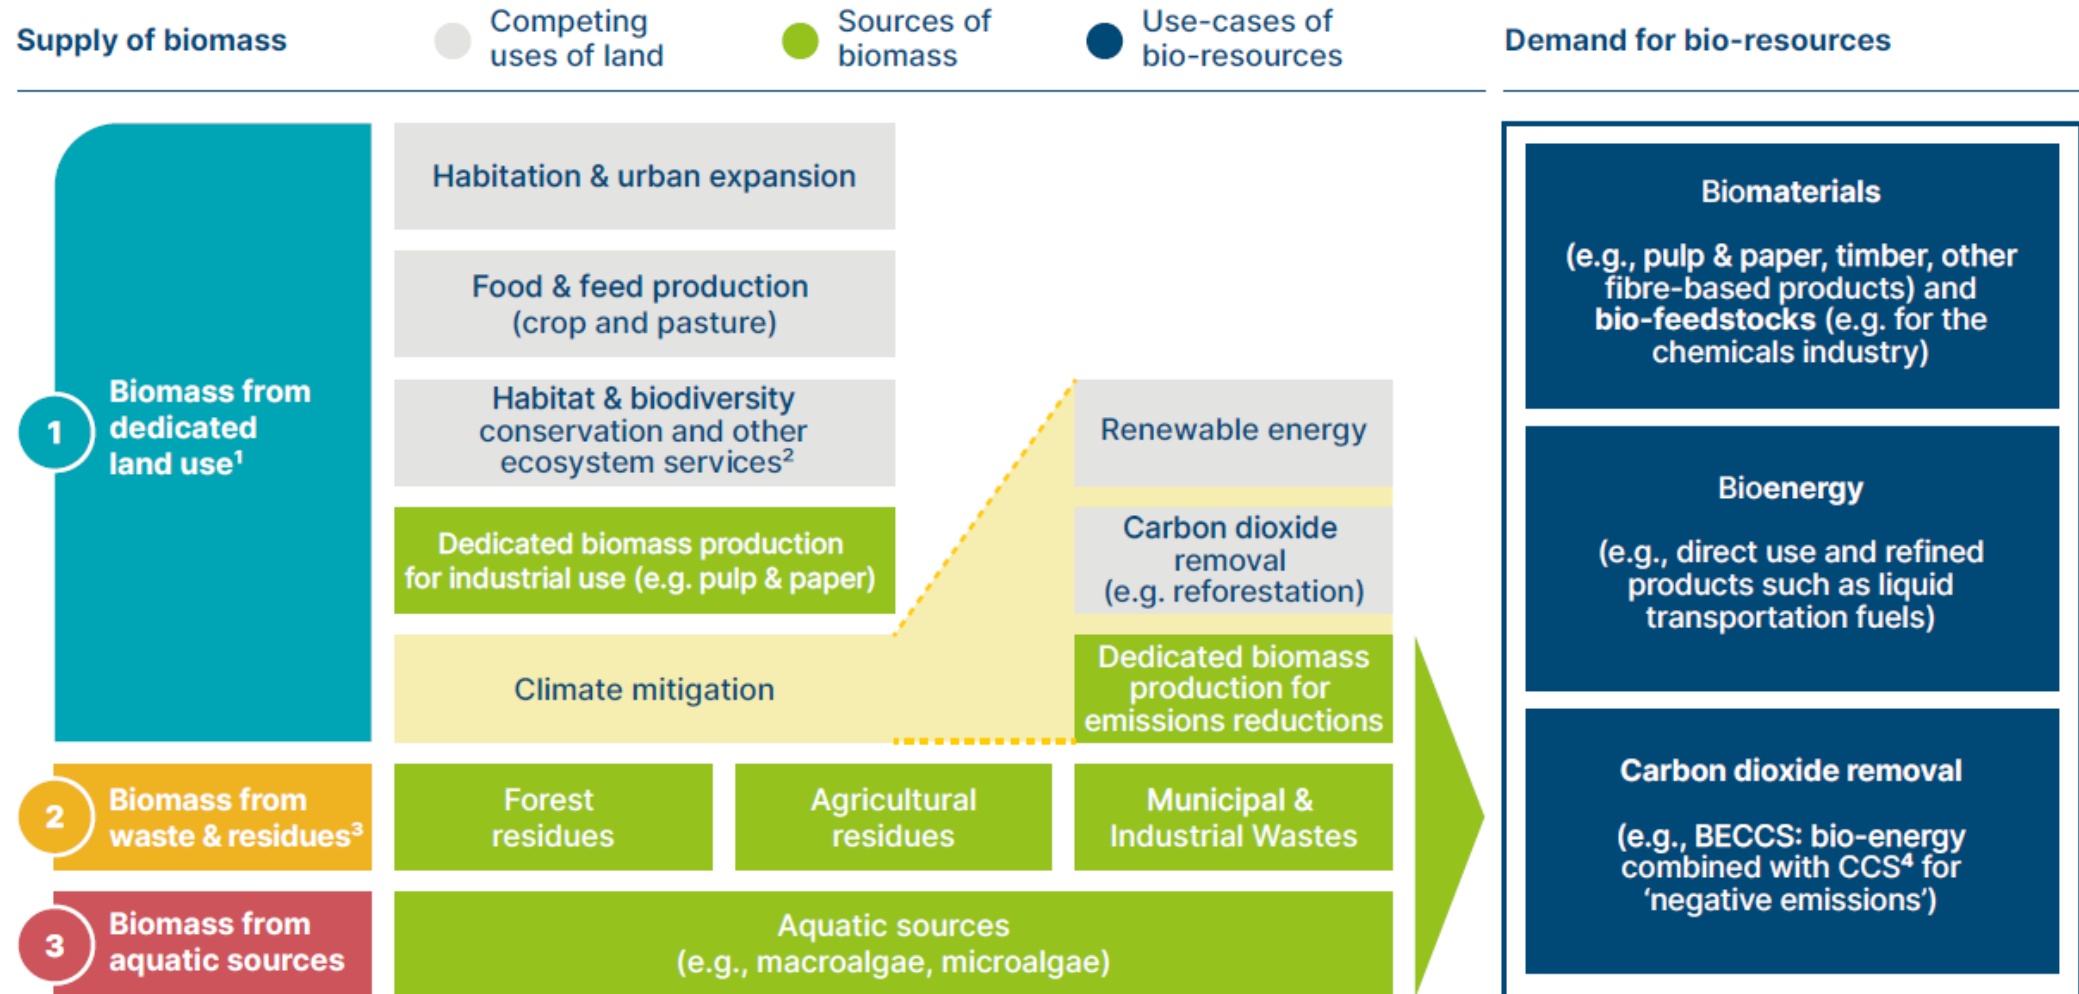 Supply of biomass
Competing
uses of land
Sources of
biomass
Use-cases of
bio-resources
Demand for bio-resources
1
Biomass from
dedicated
land use¹
Habitation & urban expansion
Food & feed production
(crop and pasture)
Habitat & biodiversity
conservation and other
ecosystem services²
Dedicated biomass production
for industrial use (e.g. pulp & paper)
Climate mitigation
Renewable energy
Carbon dioxide
removal
(e.g. reforestation)
Dedicated biomass
production for
emissions reductions
2
Biomass from
waste & residues³
Forest
residues
Agricultural
residues
Municipal &
Industrial Wastes
3
Biomass from
aquatic sources
Aquatic sources
(e.g., macroalgae, microalgae)
Biomaterials
(e.g., pulp & paper, timber, other
fibre-based products) and
bio-feedstocks (e.g. for the
chemicals industry)
Bioenergy
(e.g., direct use and refined
products such as liquid
transportation fuels)
Carbon dioxide removal
(e.g., BECCS: bio-energy
combined with CCS⁴ for
‘negative emissions’)